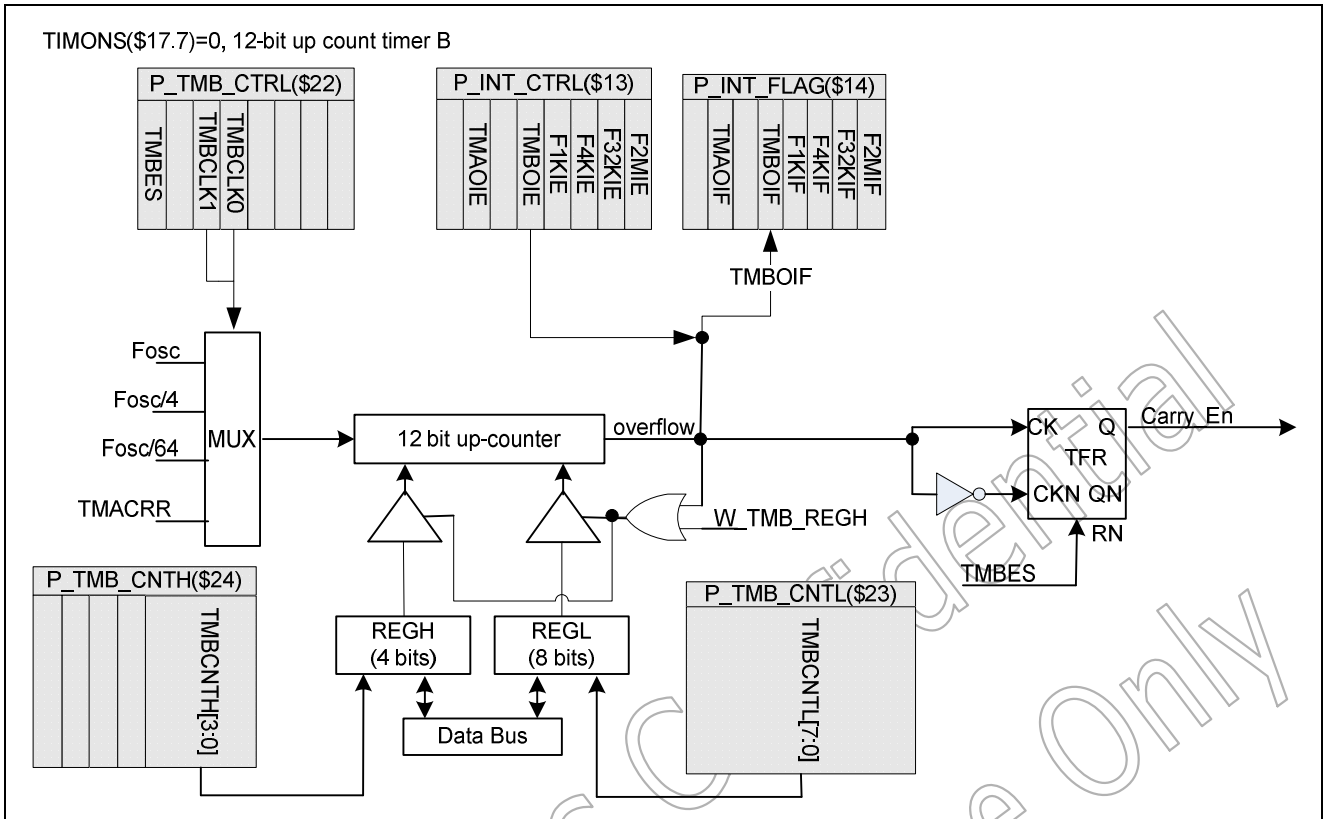 TIMONS($17.7)=0, 12-bit up count timer B
P_TMB_CTRL($22)
TMBES
TMBCLK1
TMBCLK0
P_INT_CTRL($13)
TMAOIE
TMBOIE
F1KIE
F4KIE
F32KIE
F2MIE
P_INT_FLAG($14)
TMAOIF
TMBOIF
F1KIF
F4KIF
F32KIF
F2MIF
TMBOIF
Fosc
Fosc/4
Fosc/64
TMACRR
MUX
12 bit up-counter
overflow
W_TMB_REGH
CK Q
TFR
CKN QN
RN
Carry_En
TMBES
P_TMB_CNTH($24)
TMBCNTH[3:0]
REGH
(4 bits)
REGL
(8 bits)
Data Bus
P_TMB_CNTL($23)
TMBCNTL[7:0]
Confidential
Only